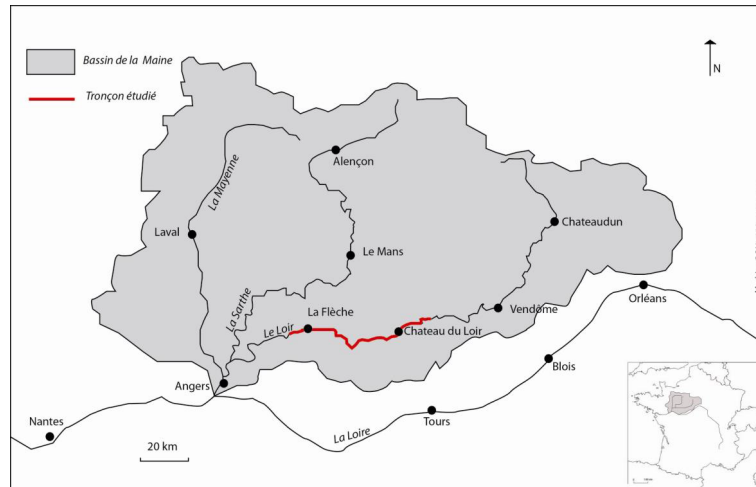 Bassin de la Maine
Tronçon étudié
N
Alençon
La Mayenne
Laval
Chateaudun
Le Mans
La Sarthe
La Flèche
Le Loir
Chateau du Loir
Vendôme
Orléans
Angers
Blois
Nantes
La Loire
Tours
20 km